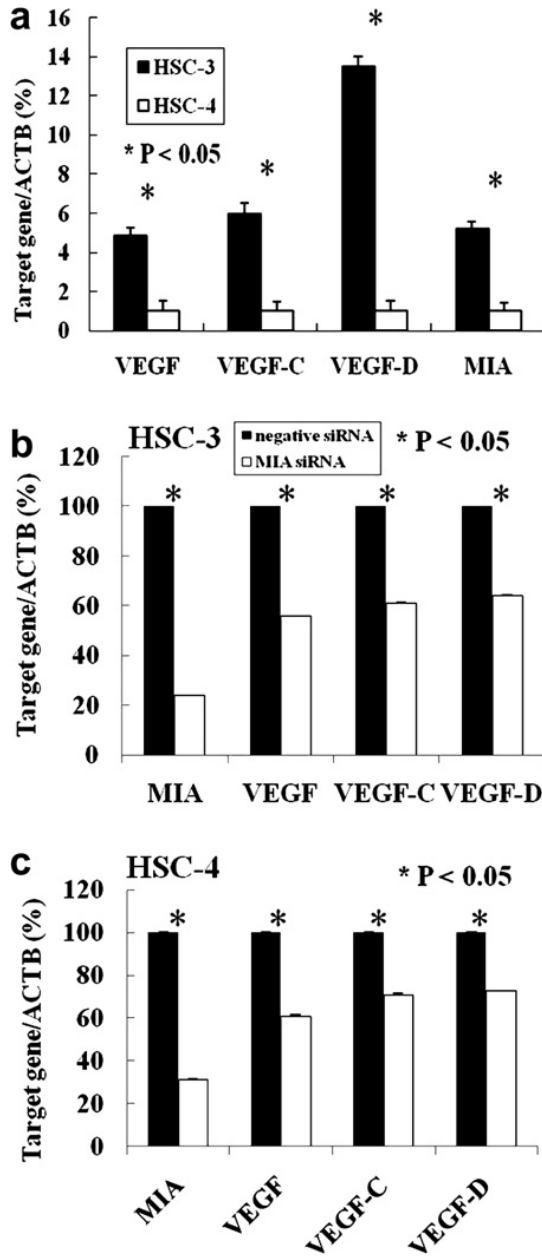 a
Target gene/ACTB (%)
16
14
12
10
8
6
4
2
0
HSC-3
HSC-4
* P < 0.05
*
*
*
*
VEGF VEGF-C VEGF-D MIA
b
HSC-3
negative siRNA
MIA siRNA
* P < 0.05
Target gene/ACTB (%)
120
100
80
60
40
20
0
* * * *
MIA VEGF VEGF-C VEGF-D
c
HSC-4
* P < 0.05
Target gene/ACTB (%)
120
100
80
60
40
20
0
* * * *
MIA VEGF VEGF-C VEGF-D